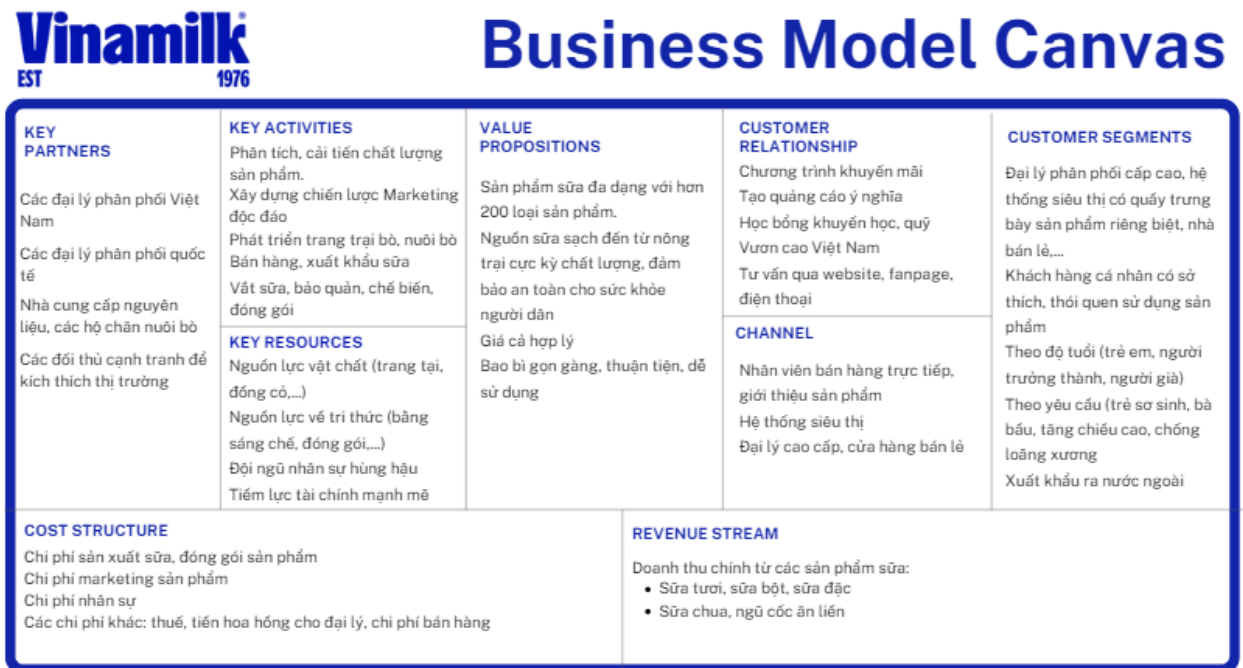 Vinamilk
EST 1976
Business Model Canvas
KEY
PARTNERS
Các đại lý phân phối Việt
Nam
Các đại lý phân phối quốc
tế
Nhà cung cấp nguyên
liệu, các hộ chăn nuôi bò
Các đối thủ cạnh tranh để
kích thích thị trường
KEY ACTIVITIES
Phân tích, cải tiến chất lượng
sản phẩm.
Xây dựng chiến lược Marketing
độc đáo
Phát triển trang trại bò, nuôi bò
Bán hàng, xuất khẩu sữa
Vắt sữa, bảo quản, chế biến,
đóng gói
KEY RESOURCES
Nguồn lực vật chất (trang tại,
đồng cỏ,...)
Nguồn lực về tri thức (bằng
sáng chế, đóng gói,...)
Đội ngũ nhân sự hùng hậu
Tiềm lực tài chính mạnh mẽ
VALUE
PROPOSITIONS
Sản phẩm sữa đa dạng với hơn
200 loại sản phẩm.
Nguồn sữa sạch đến từ nông
trại cực kỳ chất lượng, đảm
bảo an toàn cho sức khỏe
người dân
Giá cả hợp lý
Bao bì gọn gàng, thuận tiện, dễ
sử dụng
CUSTOMER
RELATIONSHIP
Chương trình khuyến mãi
Tạo quảng cáo ý nghĩa
Học bổng khuyến học, quỹ
Vươn cao Việt Nam
Tư vấn qua website, fanpage,
điện thoại
CHANNEL
Nhân viên bán hàng trực tiếp,
giới thiệu sản phẩm
Hệ thống siêu thị
Đại lý cao cấp, cửa hàng bán lẻ
CUSTOMER SEGMENTS
Đại lý phân phối cấp cao, hệ
thống siêu thị có quầy trưng
bày sản phẩm riêng biệt, nhà
bán lẻ,...
Khách hàng cá nhân có sở
thích, thói quen sử dụng sản
phẩm
Theo độ tuổi (trẻ em, người
trưởng thành, người già)
Theo yêu cầu (trẻ sơ sinh, bà
bầu, tăng chiều cao, chống
loãng xương
Xuất khẩu ra nước ngoài
COST STRUCTURE
Chi phí sản xuất sữa, đóng gói sản phẩm
Chi phí marketing sản phẩm
Chi phí nhân sự
Các chi phí khác: thuế, tiền hoa hồng cho đại lý, chi phí bán hàng
REVENUE STREAM
Doanh thu chính từ các sản phẩm sữa:
• Sữa tươi, sữa bột, sữa đặc
• Sữa chua, ngũ cốc ăn liền